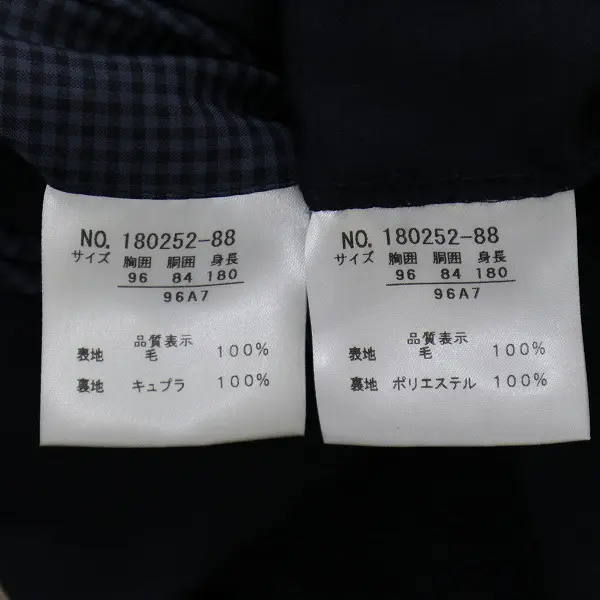 NO. 180252-88
サイズ 胸囲 胴囲 身長
96 84 180
96A7
品質表示
表地 毛 100%
裏地 キュプラ 100%
NO. 180252-88
サイズ 胸囲 胴囲 身長
96 84 180
96A7
品質表示
表地 毛 100%
裏地 ポリエステル 100%